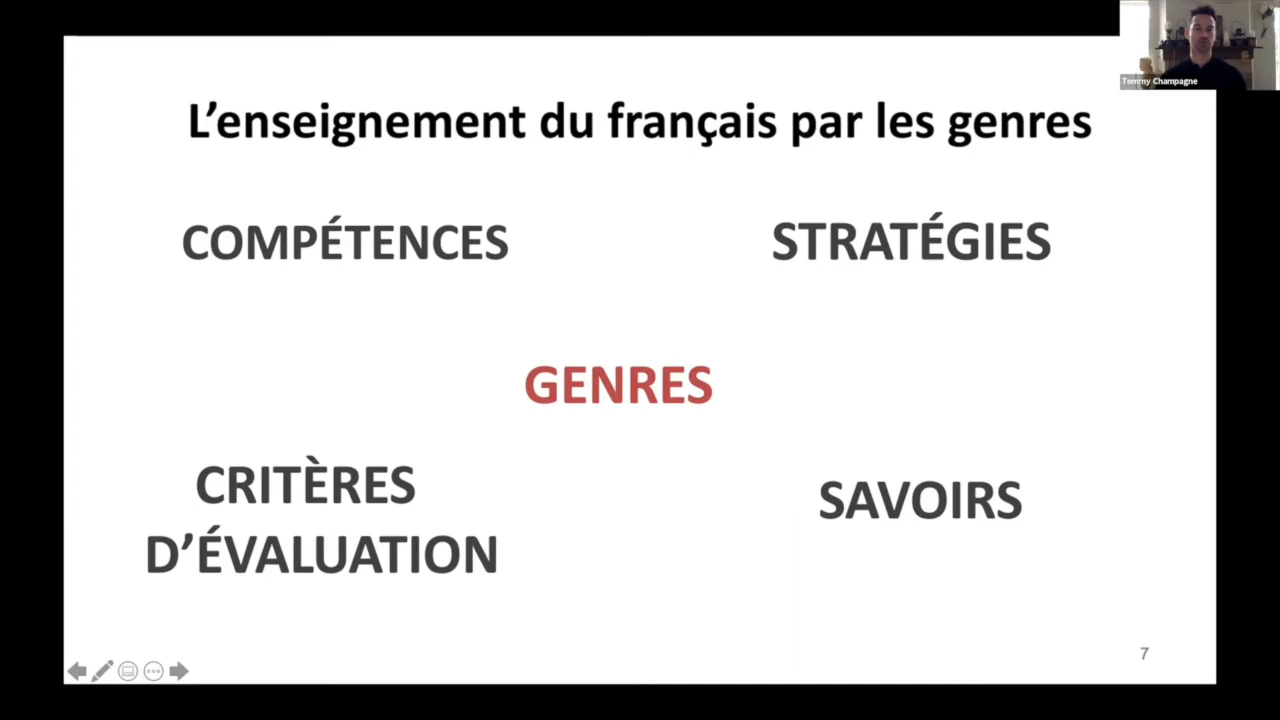 Tommy Champagne
L’enseignement du français par les genres
COMPÉTENCES
STRATÉGIES
GENRES
CRITÈRES
D’ÉVALUATION
SAVOIRS
7